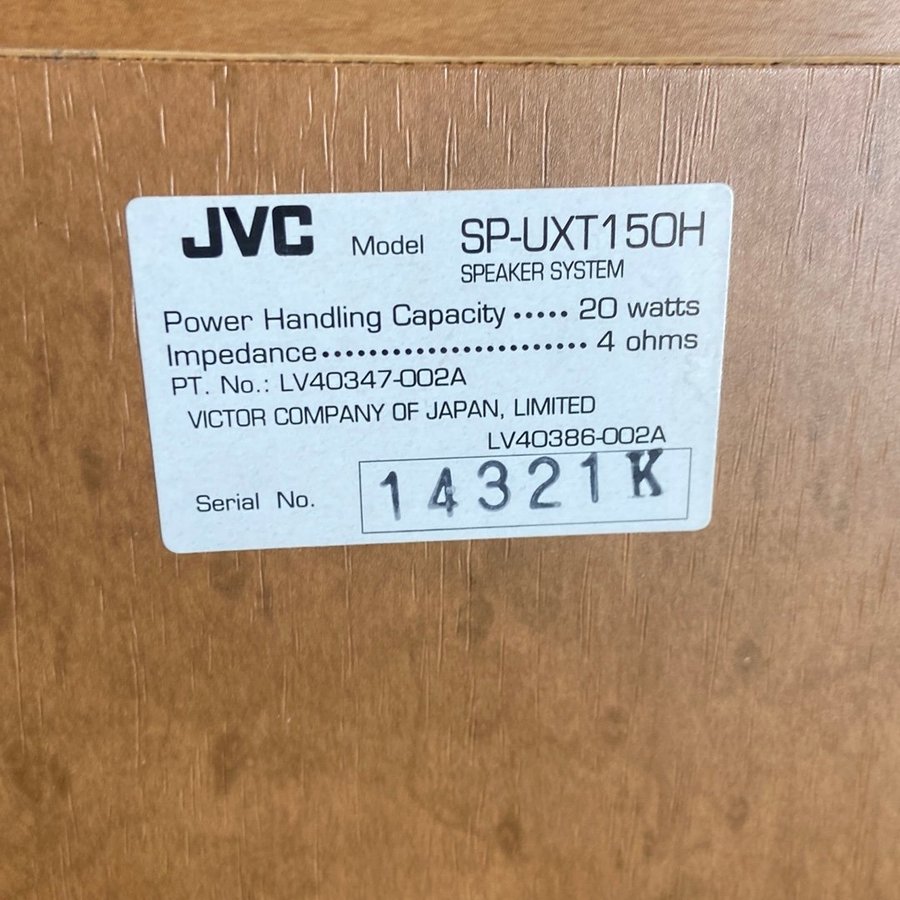 JVC Model SP-UXT150H
SPEAKER SYSTEM
Power Handling Capacity ····· 20 watts
Impedance ······················· 4 ohms
PT. No.: LV40347-002A
VICTOR COMPANY OF JAPAN, LIMITED
LV40386-002A
Serial No. 14321K